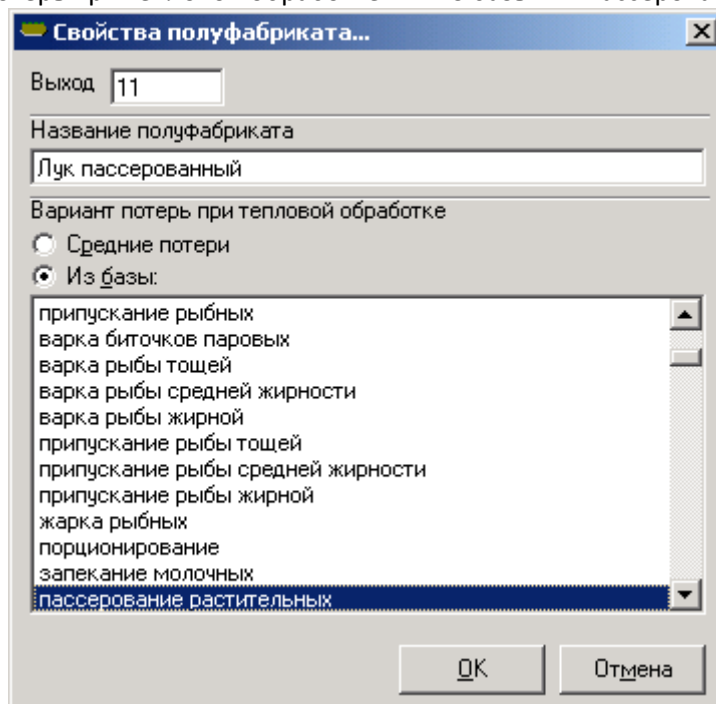 Свойства полуфабриката...
Выход 11
Название полуфабриката
Лук пассерованный
Вариант потерь при тепловой обработке
Средние потери
Из базы:
припускание рыбных
варка биточков паровых
варка рыбы тощей
варка рыбы средней жирности
варка рыбы жирной
припускание рыбы тощей
припускание рыбы средней жирности
припускание рыбы жирной
жарка рыбных
порционирование
запекание молочных
пассерование растительных
OK Отмена